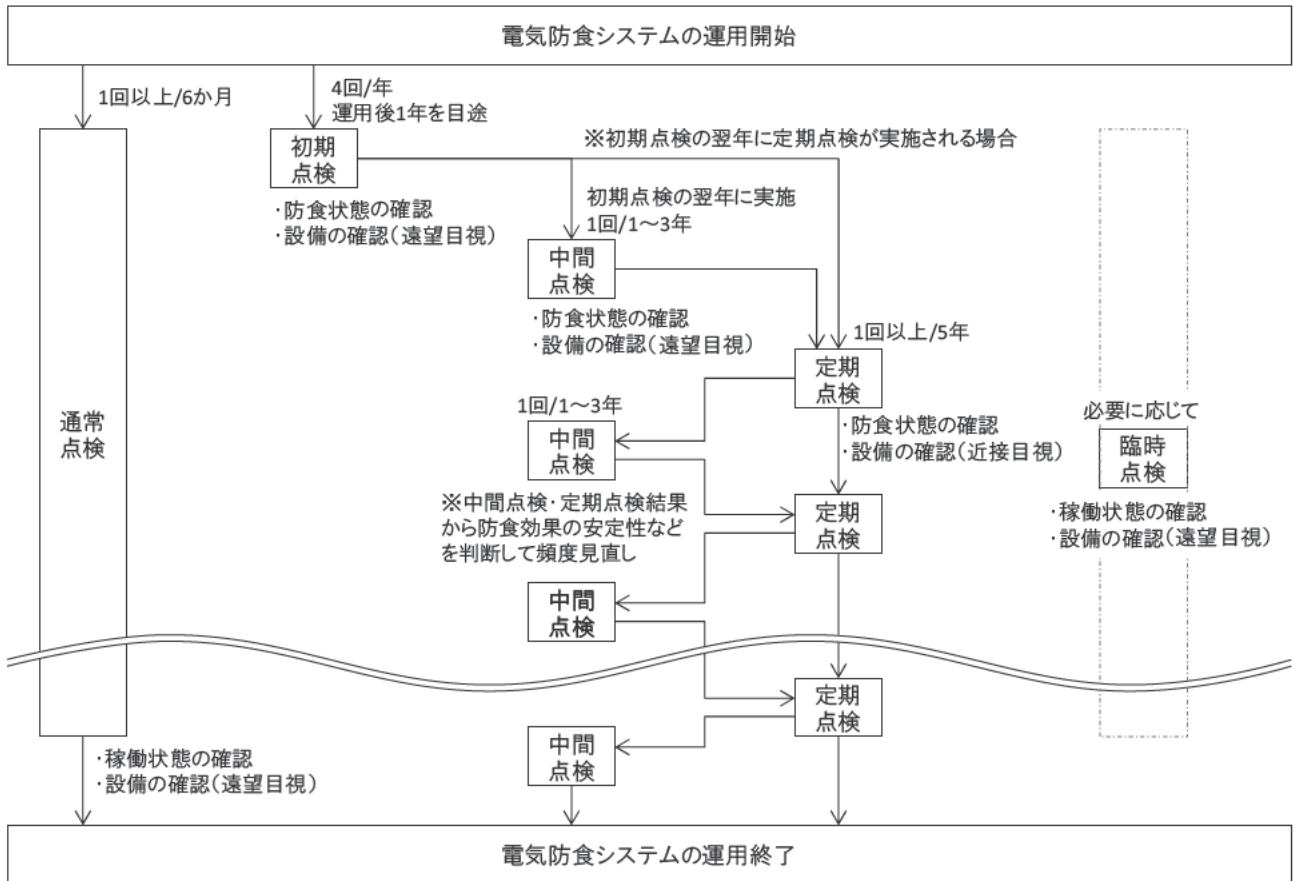 電気防食システムの運用開始
1回以上/6か月
4回/年
運用後1年を目途
※初期点検の翌年に定期点検が実施される場合
初期
点検
・防食状態の確認
・設備の確認(遠望目視)
初期点検の翌年に実施
1回/1～3年
中間
点検
・防食状態の確認
・設備の確認(遠望目視)
1回以上/5年
定期
点検
・防食状態の確認
・設備の確認(近接目視)
1回/1～3年
中間
点検
※中間点検・定期点検結果
から防食効果の安定性など
を判断して頻度見直し
定期
点検
中間
点検
定期
点検
中間
点検
通常
点検
・稼働状態の確認
・設備の確認(遠望目視)
必要に応じて
臨時
点検
・稼働状態の確認
・設備の確認(遠望目視)
電気防食システムの運用終了